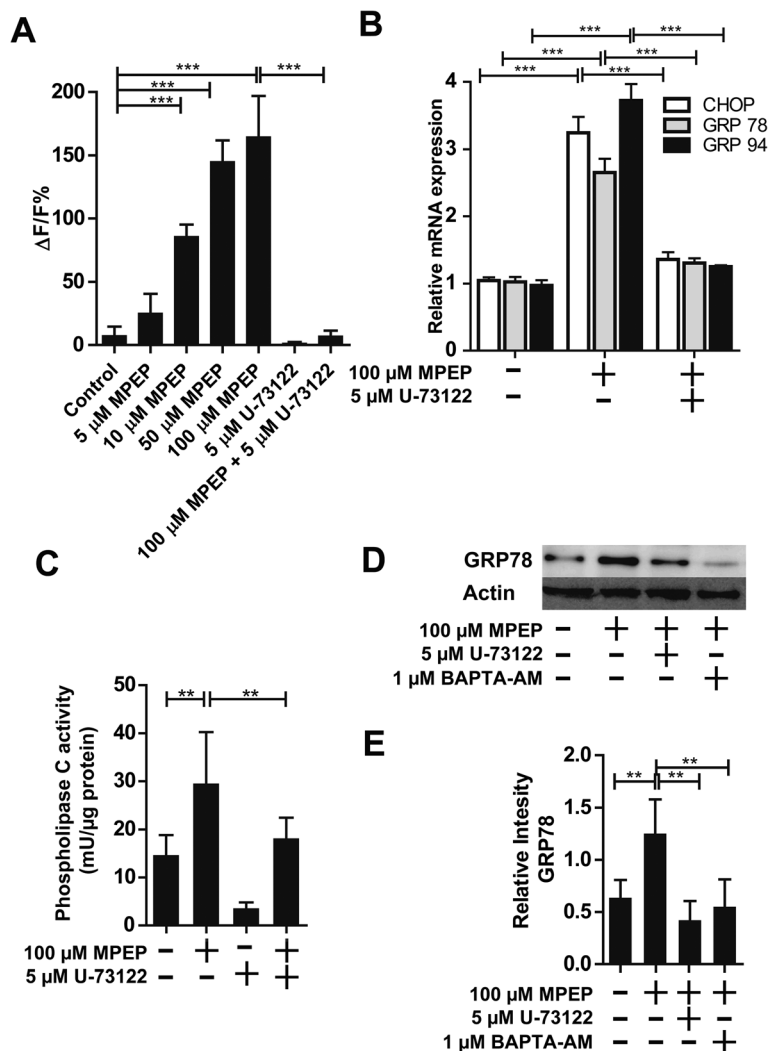 A
***
***
***
***
ΔF/F%
200
150
100
50
0
Control
5 µM MPEP
10 µM MPEP
50 µM MPEP
100 µM MPEP
5 µM U-73122
100 µM MPEP + 5 µM U-73122
B
*** ***
*** ***
*** ***
Relative mRNA expression
4
3
2
1
0
CHOP
GRP 78
GRP 94
100 µM MPEP - + +
5 µM U-73122 - - +
C
** **
Phospholipase C activity
(mU/µg protein)
50
40
30
20
10
0
100 µM MPEP - + - +
5 µM U-73122 - - + +
D
GRP78
Actin
100 µM MPEP - + + +
5 µM U-73122 - - + -
1 µM BAPTA-AM - - - +
E
**
** **
Relative Intesity
GRP78
2.0
1.5
1.0
0.5
0.0
100 µM MPEP - + + +
5 µM U-73122 - - + -
1 µM BAPTA-AM - - - +